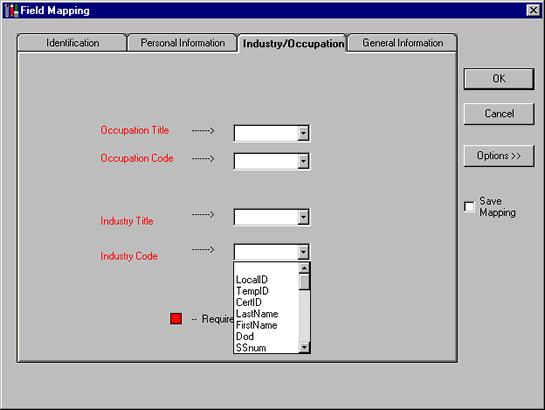 Field Mapping
Identification Personal Information Industry/Occupation General Information
OK
Cancel
Options >>
Save
Mapping
Occupation Title ------->
Occupation Code ------->
Industry Title ------->
Industry Code ------->
LocalID
TempID
CertID
LastName
FirstName
Dod
SSnum
-- Require